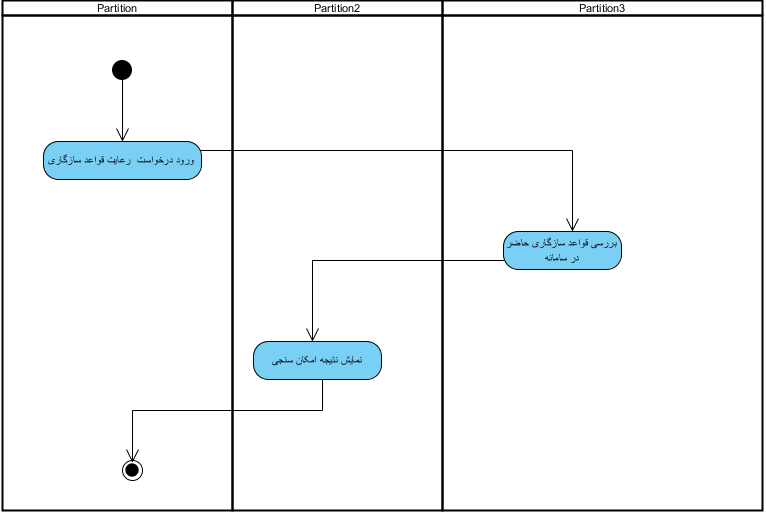 Partition
Partition2
Partition3
ورود درخواست رعایت قواعد سازگاری
بررسی قواعد سازگاری حاضر
در سامانه
نمایش نتیجه امکان سنجی